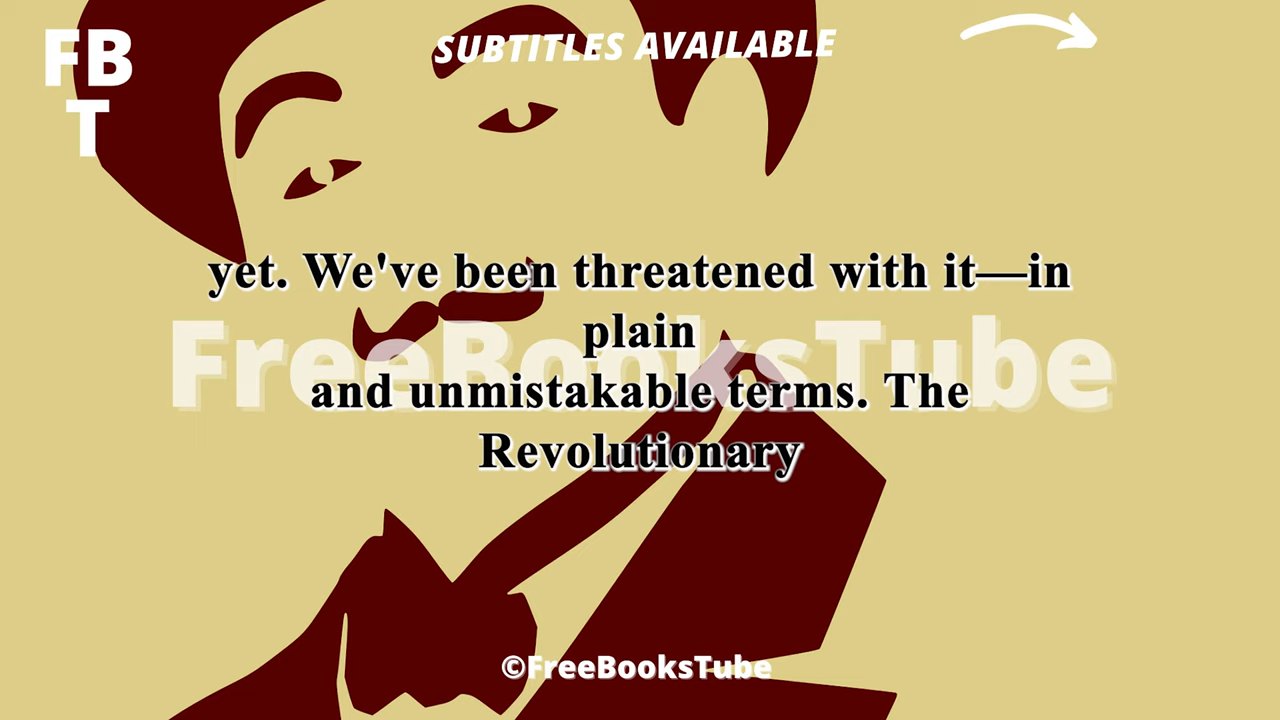 FB
T
SUBTITLES AVAILABLE
yet. We've been threatened with it—in
plain
FreeBooksTube
and unmistakable terms. The
Revolutionary
©FreeBooksTube